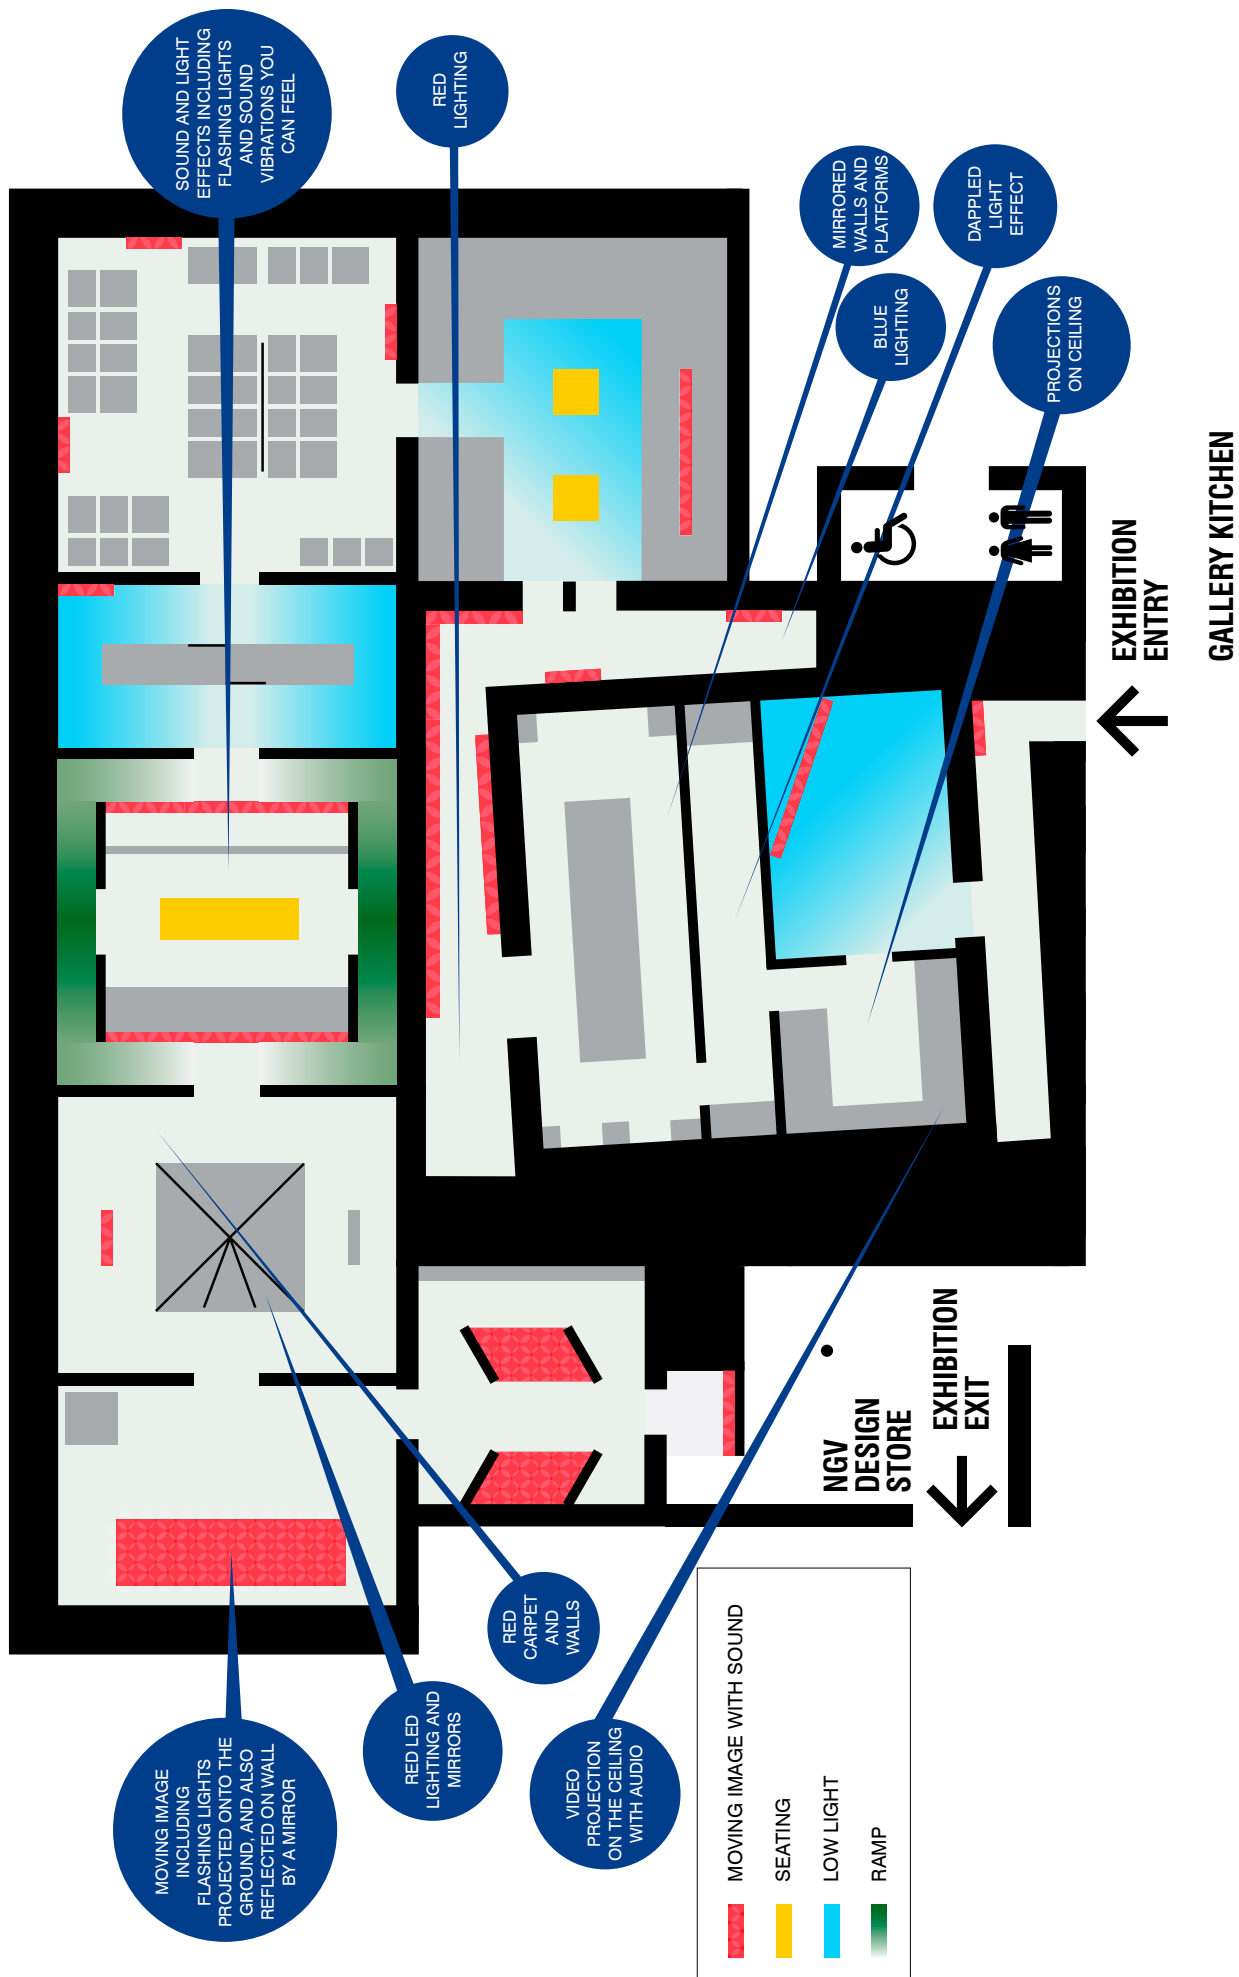 MOVING IMAGE
INCLUDING
FLASHING LIGHTS
PROJECTED ONTO THE
GROUND, AND ALSO
REFLECTED ON WALL
BY A MIRROR
SOUND AND LIGHT
EFFECTS INCLUDING
FLASHING LIGHTS
AND SOUND
VIBRATIONS YOU
CAN FEEL
RED LED
LIGHTING AND
MIRRORS
RED
LIGHTING
RED
CARPET
AND
WALLS
VIDEO
PROJECTION
ON THE CEILING
WITH AUDIO
MIRRORED
WALLS AND
PLATFORMS
BLUE
LIGHTING
DAPPLED
LIGHT
EFFECT
PROJECTIONS
ON CEILING
NGV
DESIGN
STORE
EXHIBITION
EXIT
EXHIBITION
ENTRY
GALLERY KITCHEN
MOVING IMAGE WITH SOUND
SEATING
LOW LIGHT
RAMP